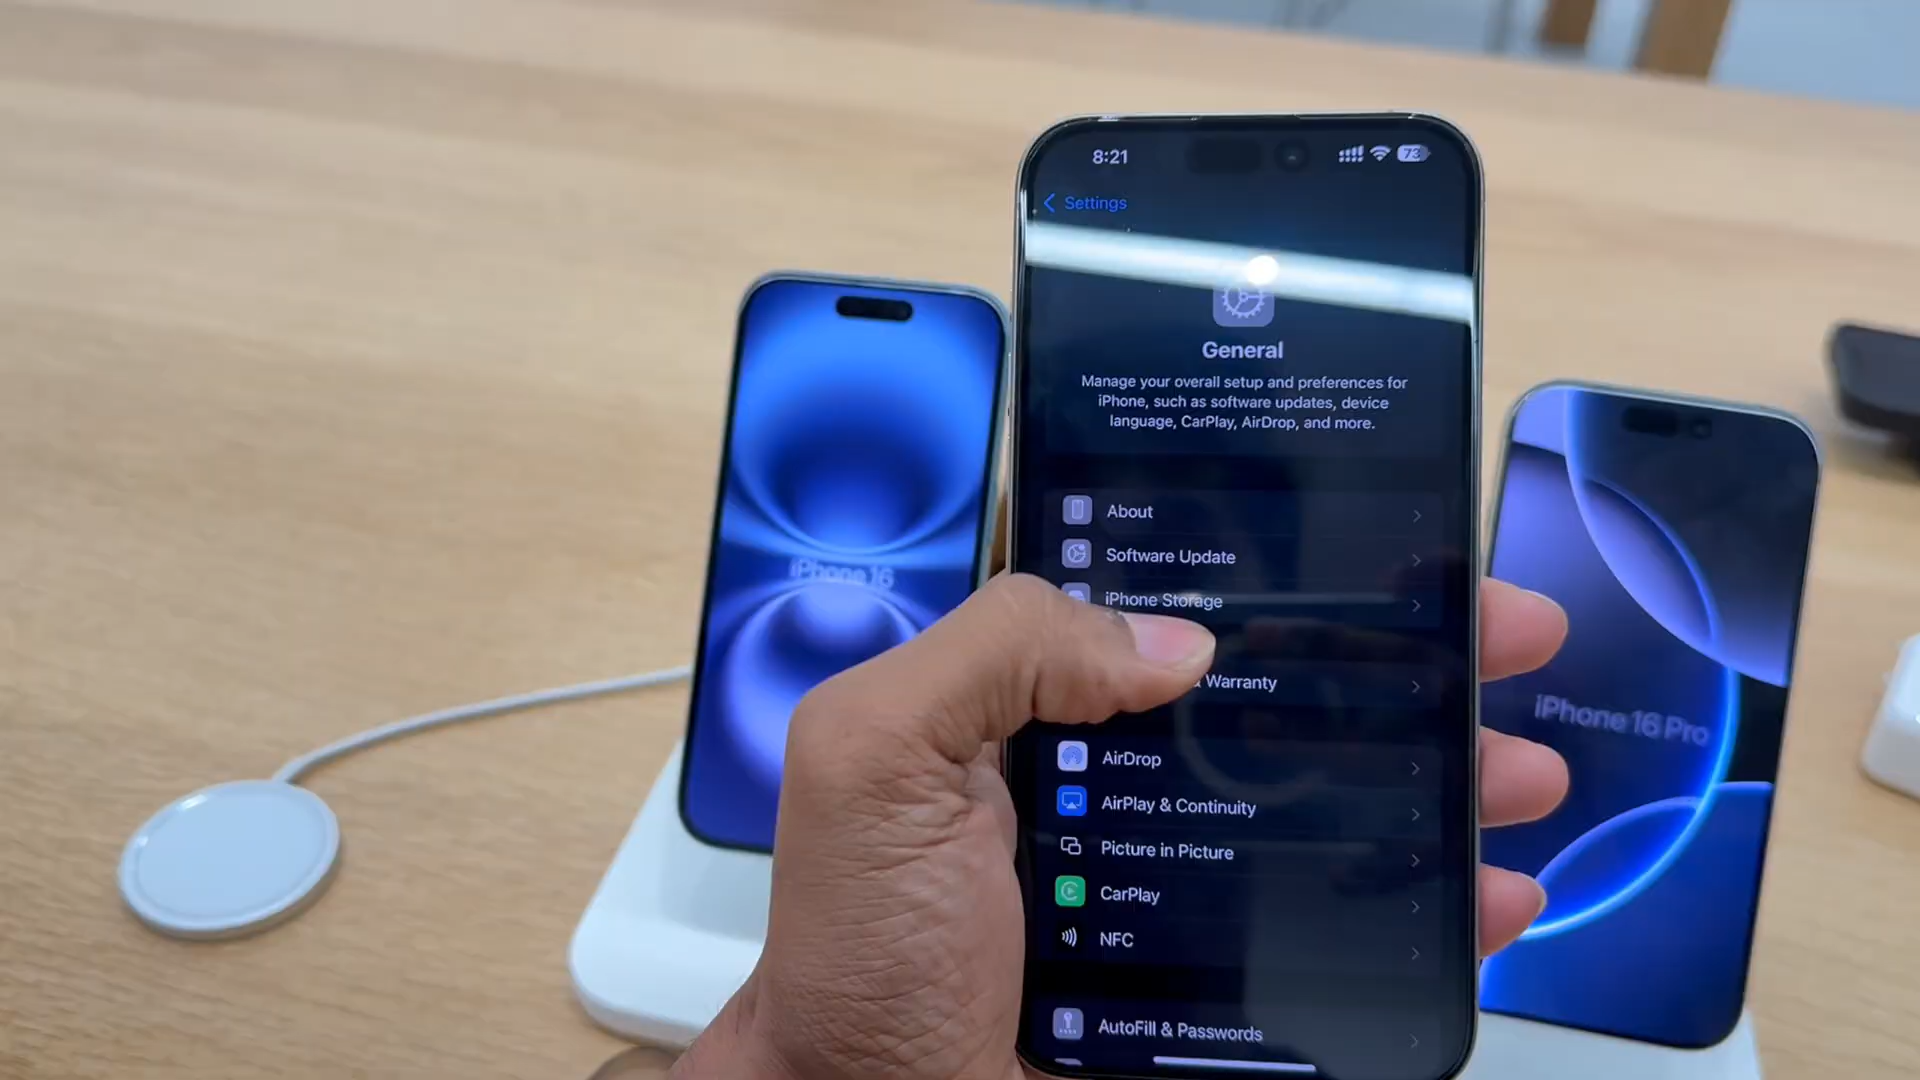 8:21
73
Settings
General
Manage your overall setup and preferences for
iPhone, such as software updates, device
language, CarPlay, AirDrop, and more.
About
Software Update
iPhone Storage
Warranty
AirDrop
AirPlay & Continuity
Picture in Picture
CarPlay
NFC
AutoFill & Passwords
iPhone 16
iPhone 16 Pro